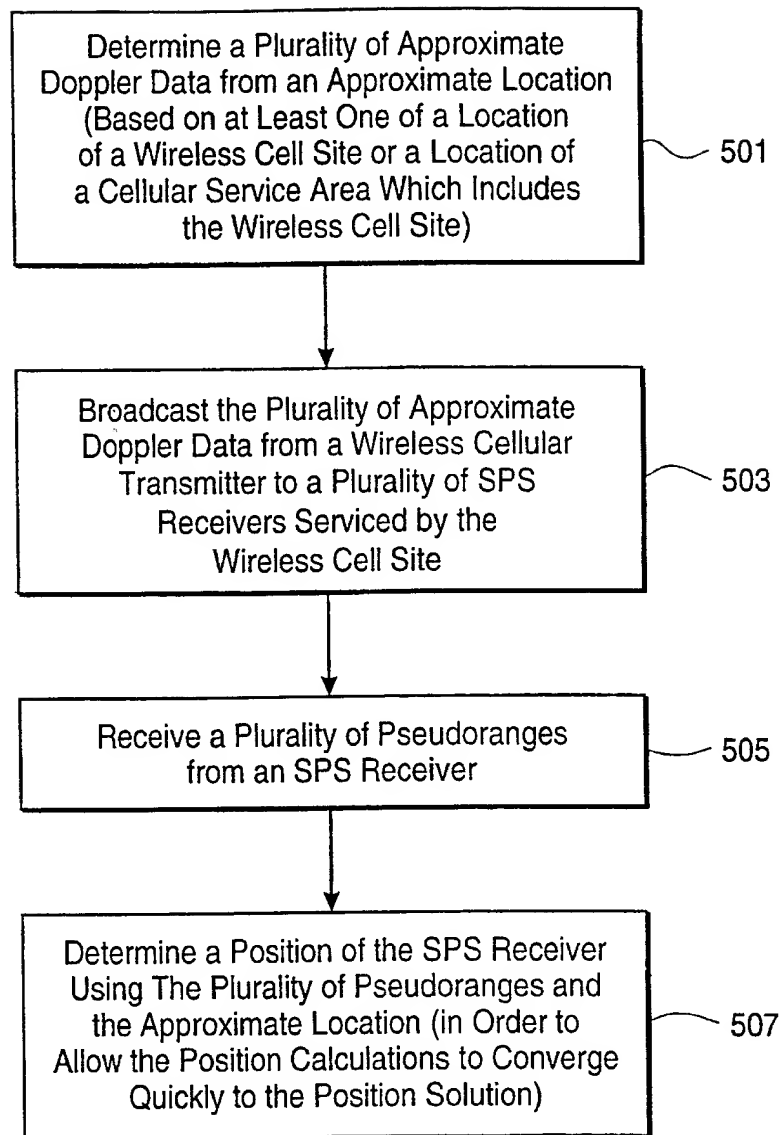 Determine a Plurality of Approximate
Doppler Data from an Approximate Location
(Based on at Least One of a Location
of a Wireless Cell Site or a Location of
a Cellular Service Area Which Includes
the Wireless Cell Site)
501
Broadcast the Plurality of Approximate
Doppler Data from a Wireless Cellular
Transmitter to a Plurality of SPS
Receivers Serviced by the
Wireless Cell Site
503
Receive a Plurality of Pseudoranges
from an SPS Receiver
505
Determine a Position of the SPS Receiver
Using The Plurality of Pseudoranges and
the Approximate Location (in Order to
Allow the Position Calculations to Converge
Quickly to the Position Solution)
507